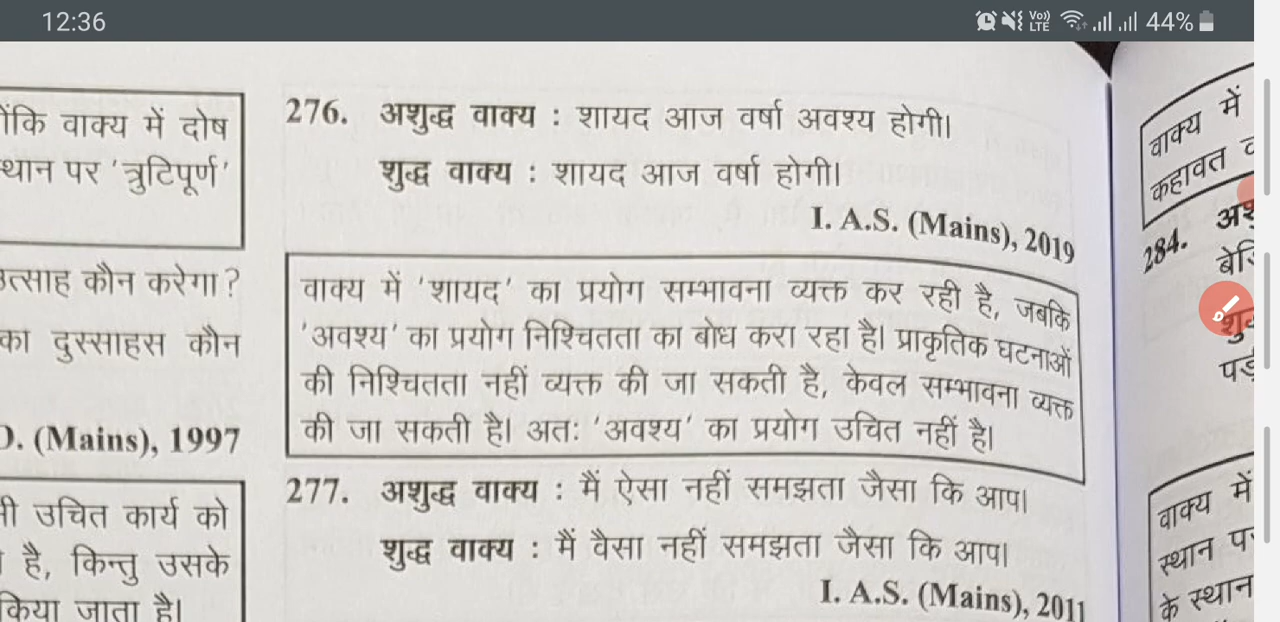 12:36
Vo)) LTE 44%
ोंकि वाक्य में दोष
स्थान पर 'त्रुटिपूर्ण'
उत्साह कौन करेगा?
का दुस्साहस कौन
(Mains), 1997
उचित कार्य को
है, किन्तु उसके
किया जाता है।
276. अशुद्ध वाक्य : शायद आज वर्षा अवश्य होगी।
शुद्ध वाक्य : शायद आज वर्षा होगी।
I. A.S. (Mains), 2019
वाक्य में 'शायद' का प्रयोग सम्भावना व्यक्त कर रही है, जबकि
'अवश्य' का प्रयोग निश्चितता का बोध करा रहा है। प्राकृतिक घटनाओं
की निश्चितता नहीं व्यक्त की जा सकती है, केवल सम्भावना व्यक्त
की जा सकती है। अतः 'अवश्य' का प्रयोग उचित नहीं है।
277. अशुद्ध वाक्य : मैं ऐसा नहीं समझता जैसा कि आप।
शुद्ध वाक्य : मैं वैसा नहीं समझता जैसा कि आप।
I. A.S. (Mains), 2011
वाक्य में
कहावत
284.
वाक्य में
स्थान
के स्थान